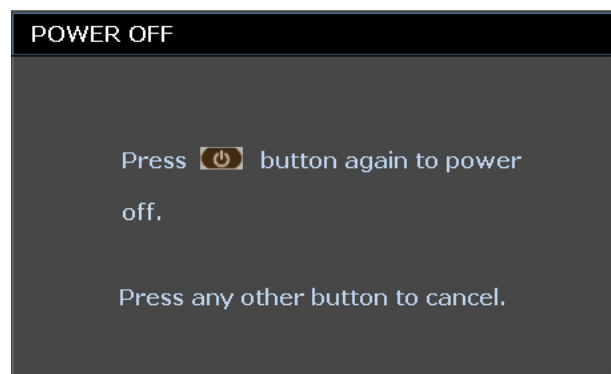 POWER OFF
Press button again to power
off.
Press any other button to cancel.